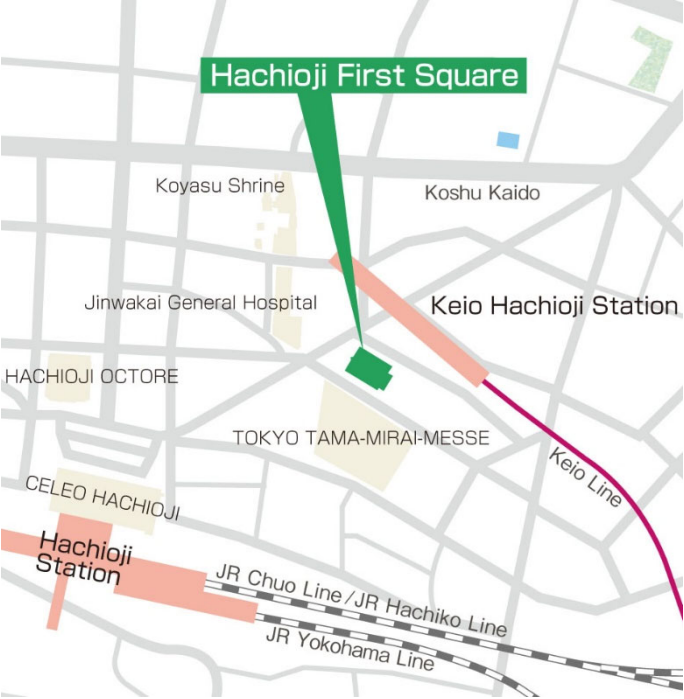 Hachioji First Square
Koyasu Shrine
Koshu Kaido
Jinwakai General Hospital
Keio Hachioji Station
HACHIOJI OCTORE
TOKYO TAMA-MIRAI-MESSE
Keio Line
CELEO HACHIOJI
Hachioji
Station
JR Chuo Line/JR Hachiko Line
JR Yokohama Line